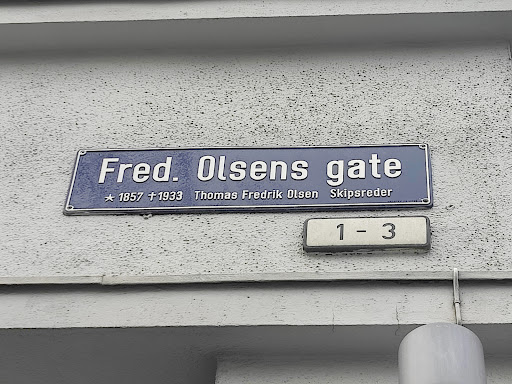 Fred. Olsens gate
* 1857 † 1933 Thomas Fredrik Olsen Skipsreder
1 - 3